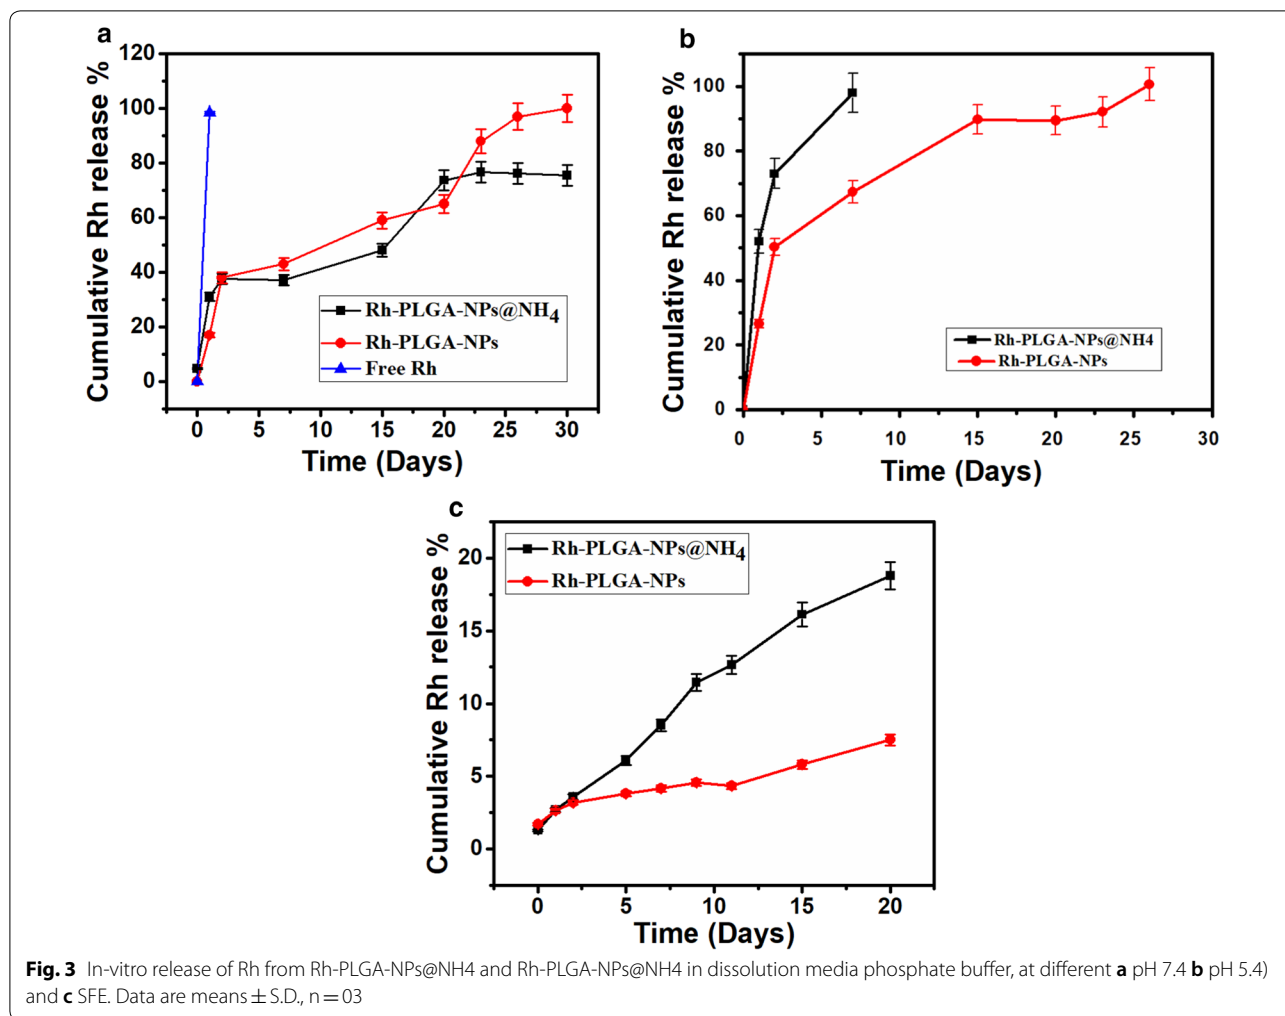 a
120
100
80
60
40
20
0
Cumulative Rh release %
0 5 10 15 20 25 30
Time (Days)
Rh-PLGA-NPs@NH4
Rh-PLGA-NPs
Free Rh
b
100
80
60
40
20
0
Cumulative Rh release %
0 5 10 15 20 25 30
Time (Days)
Rh-PLGA-NPs@NH4
Rh-PLGA-NPs
c
20
15
10
5
0
Cumulative Rh release %
0 5 10 15 20
Time (Days)
Rh-PLGA-NPs@NH4
Rh-PLGA-NPs
Fig. 3 In-vitro release of Rh from Rh-PLGA-NPs@NH4 and Rh-PLGA-NPs@NH4 in dissolution media phosphate buffer, at different a pH 7.4 b pH 5.4)
and c SFE. Data are means ± S.D., n = 03